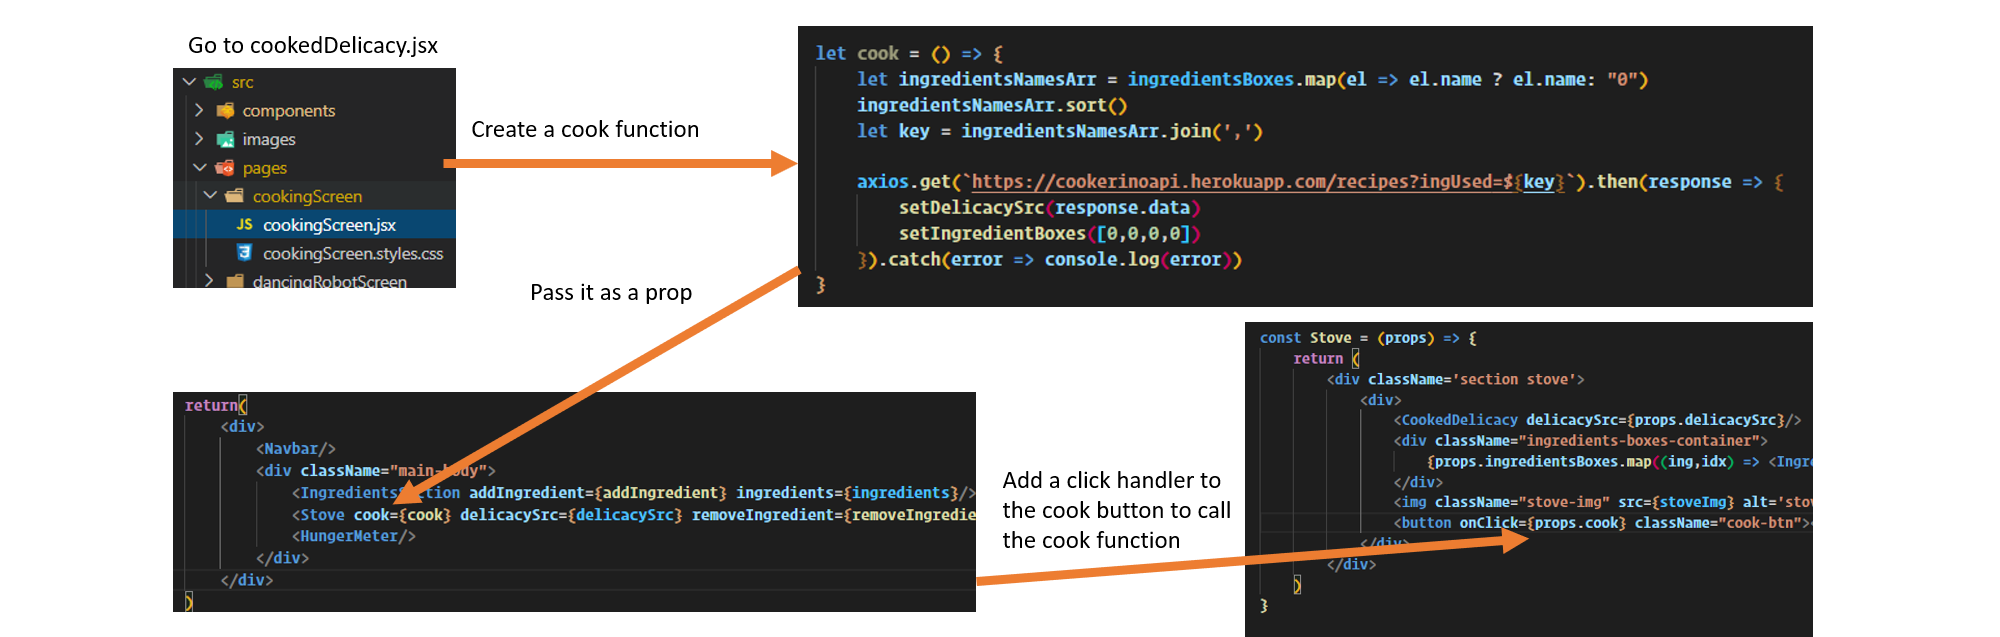 Go to cookedDelicacy.jsx
src
components
images
pages
cookingScreen
JS cookingScreen.jsx
cookingScreen.styles.css
dancingRobotScreen
Create a cook function
let cook = () => {
let ingredientsNamesArr = ingredientsBoxes.map(el => el.name ? el.name: "0")
ingredientsNamesArr.sort()
let key = ingredientsNamesArr.join(',')
axios.get(`https://cookerinoapi.herokuapp.com/recipes?ingUsed=${key}`).then(response => {
setDelicacySrc(response.data)
setIngredientBoxes([0,0,0,0])
}).catch(error => console.log(error))
}
Pass it as a prop
return(
<div>
<Navbar/>
<div className="main-body">
addIngredient={addIngredient} ingredients={ingredients}/>
<Stove cook={cook} delicacySrc={delicacySrc} removeIngredient={removeIngredie
<HungerMeter/>
</div>
</div>
)
Add a click handler to
the cook button to call
the cook function
const Stove = (props) => {
return (
<div className='section stove'>
<div>
<CookedDelicacy delicacySrc={props.delicacySrc}/>
<div className="ingredients-boxes-container">
{props.ingredientsBoxes.map((ing,idx) => <Ingre
</div>
<img className="stove-img" src={stoveImg} alt='stov
<button onClick={props.cook} className="cook-btn"><
</div>
</div>
)
}